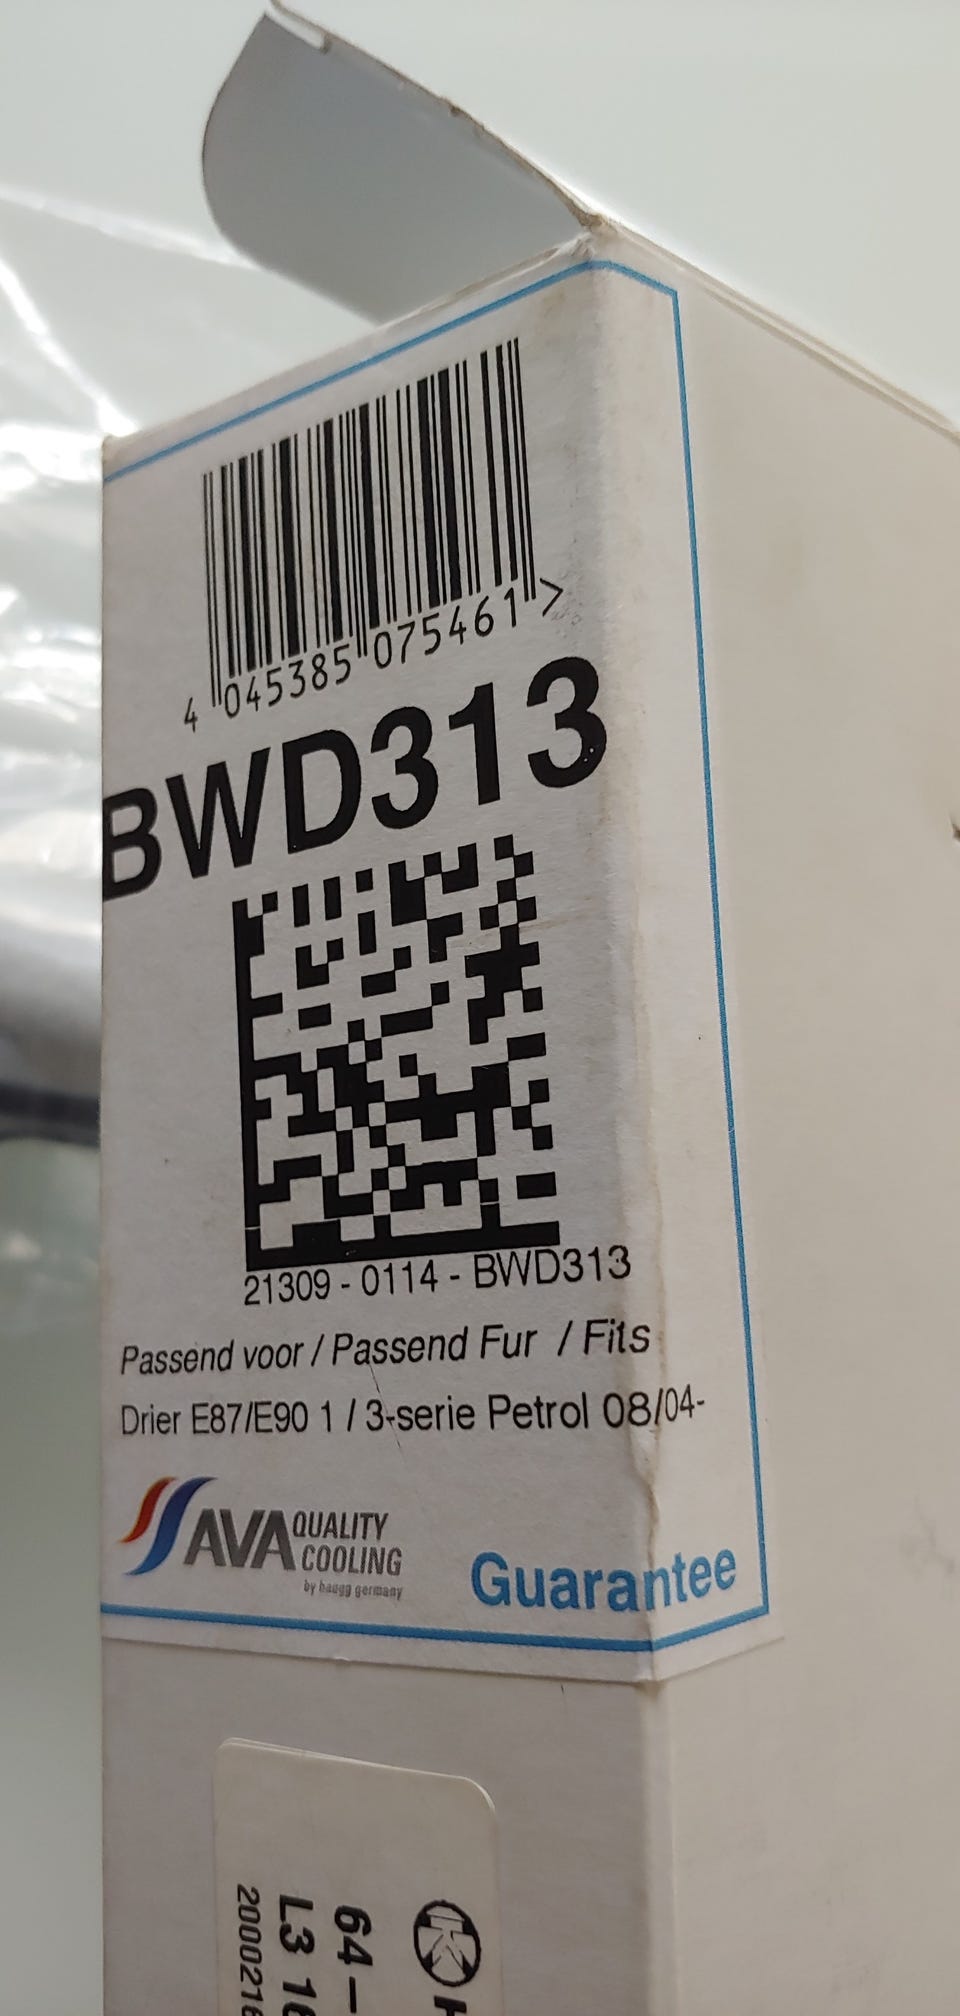 4 045385 075461 >
BWD313
21309 - 0114 - BWD313
Passend voor / Passend Fur / Fits
Drier E87/E90 1 / 3-serie Petrol 08/04-
AVA QUALITY
COOLING
by haugg germany
Guarantee
64-
L3